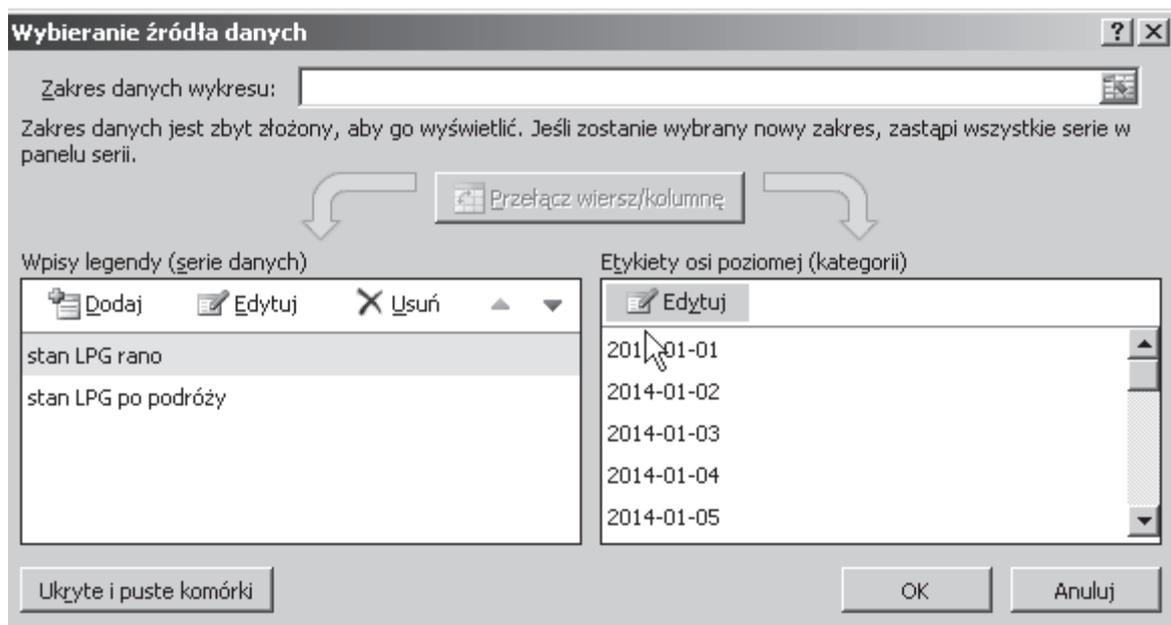 Wybieranie źródła danych
Zakres danych wykresu:
Zakres danych jest zbyt złożony, aby go wyświetlić. Jeśli zostanie wybrany nowy zakres, zastąpi wszystkie serie w
panelu serii.
Przełącz wiersz/kolumnę
Wpisy legendy (serie danych)
Dodaj Edytuj Usuń
stan LPG rano
stan LPG po podróży
Etykiety osi poziomej (kategorii)
Edytuj
01-01
2014-01-02
2014-01-03
2014-01-04
2014-01-05
Ukryte i puste komórki
OK Anuluj